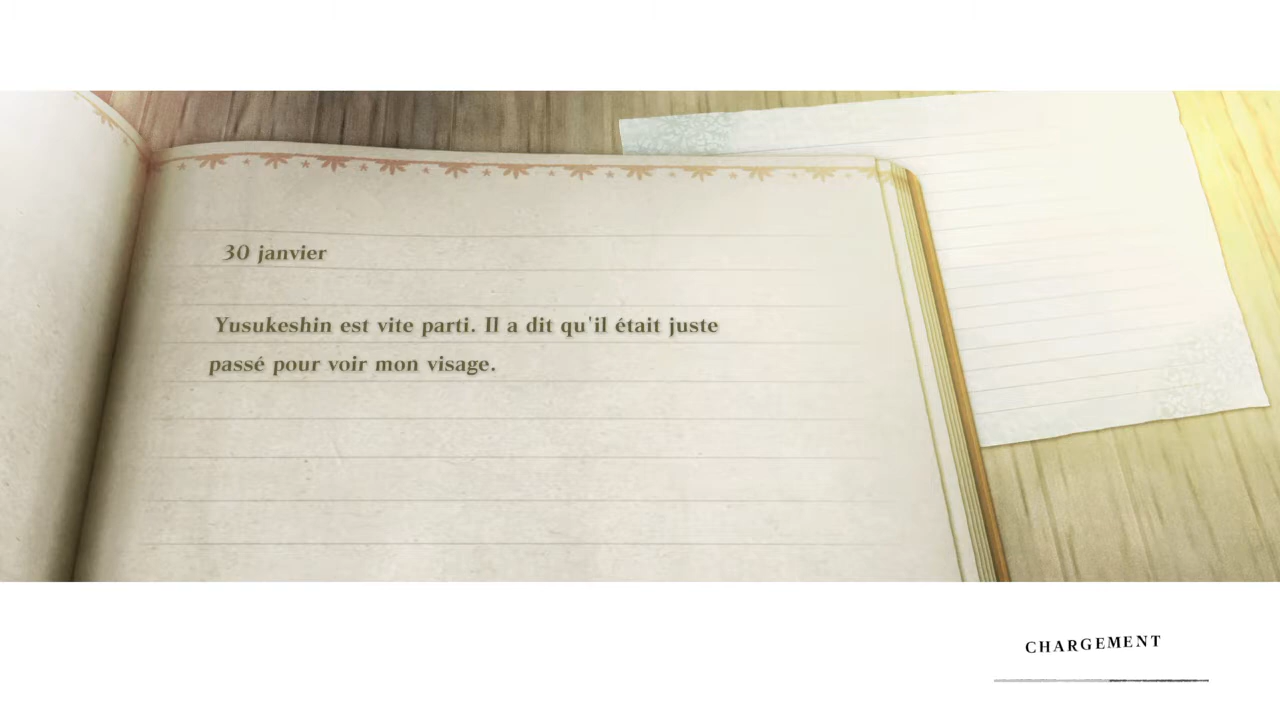 30 janvier
Yusukeshin est vite parti. Il a dit qu'il était juste
passé pour voir mon visage.
CHARGEMENT